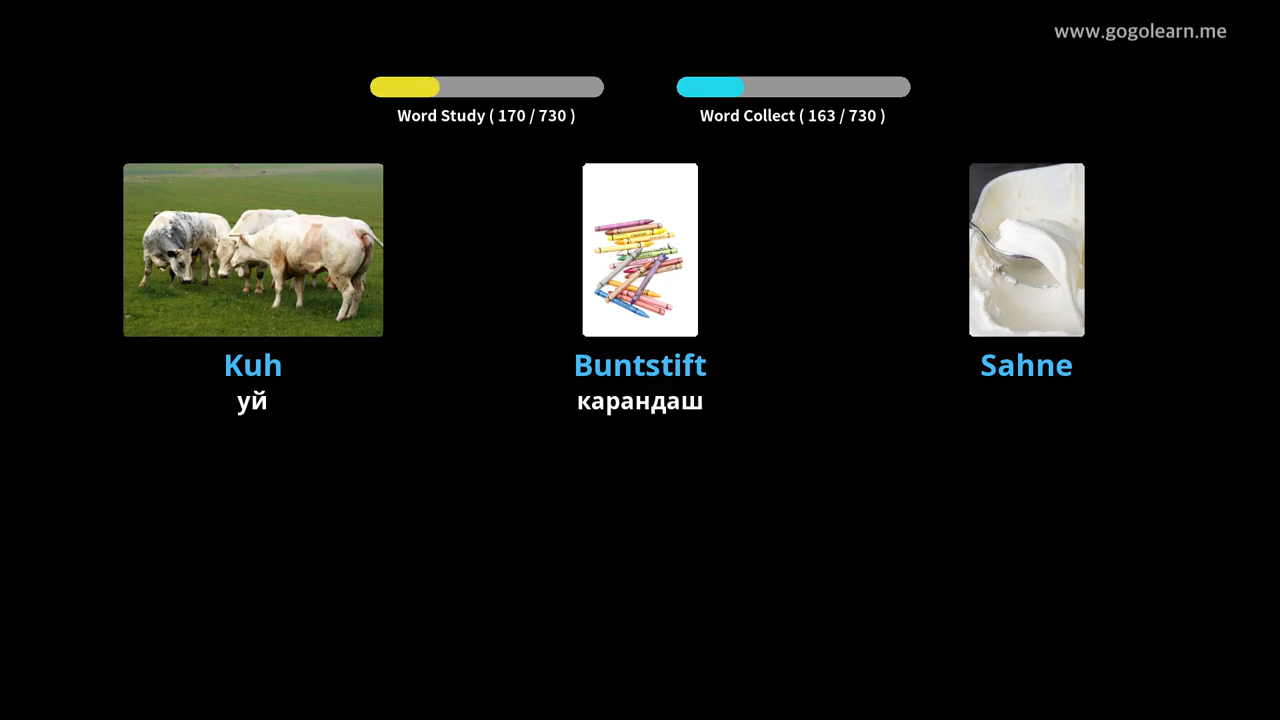 www.gogolearn.me
Word Study ( 170 / 730 )
Word Collect ( 163 / 730 )
Kuh
Buntstift
Sahne
уй
карандаш